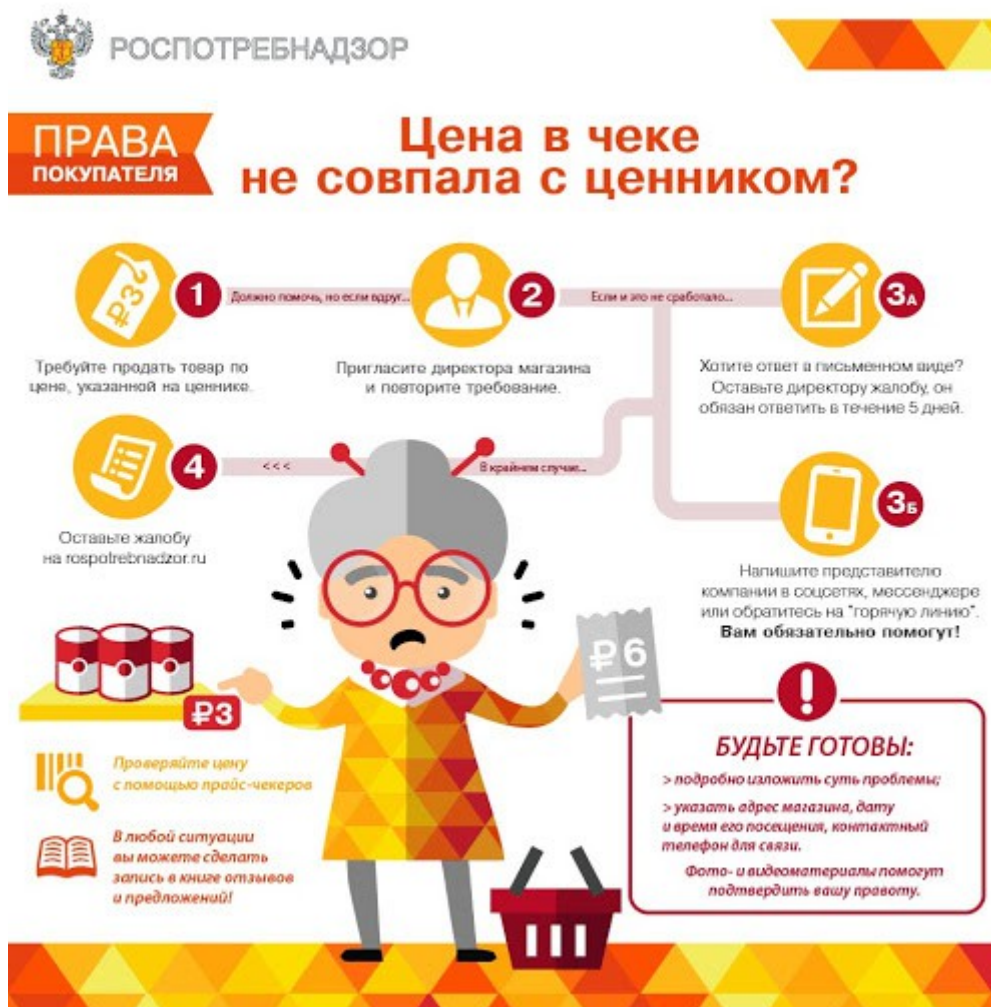 РОСПОТРЕБНАДЗОР
ПРАВА
ПОКУПАТЕЛЯ
Цена в чеке
не совпала с ценником?
₽3
1
Должно помочь, но если вдруг...
2
Если и это не сработало...
3А
Требуйте продать товар по
цене, указанной на ценнике.
Пригласите директора магазина
и повторите требование.
Хотите ответ в письменном виде?
Оставьте директору жалобу, он
обязан ответить в течение 5 дней.
4
< < <
В крайнем случае...
3Б
Оставьте жалобу
на rospotrebnadzor.ru
Напишите представителю
компании в соцсетях, мессенджере
или обратитесь на "горячую линию".
Вам обязательно помогут!
₽6
₽3
Проверяйте цену
с помощью прайс-чекеров
В любой ситуации
вы можете сделать
запись в книге отзывов
и предложений!
!
БУДЬТЕ ГОТОВЫ:
> подробно изложить суть проблемы;
> указать адрес магазина, дату
и время его посещения, контактный
телефон для связи.
Фото- и видеоматериалы помогут
подтвердить вашу правоту.